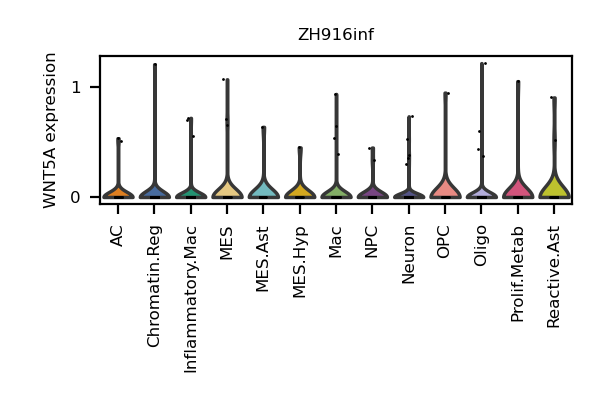 ZH916inf
WNT5A expression
1
0
AC
Chromatin.Reg
Inflammatory.Mac
MES
MES.Ast
MES.Hyp
Mac
NPC
Neuron
OPC
Oligo
Prolif.Metab
Reactive.Ast